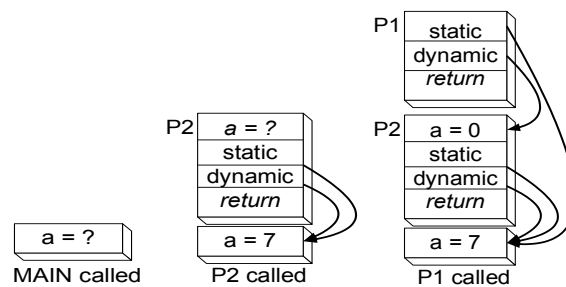 a = ?
MAIN called
P2
a = ?
static
dynamic
return
a = 7
P2 called
P1
static
dynamic
return
P2
a = 0
static
dynamic
return
a = 7
P1 called